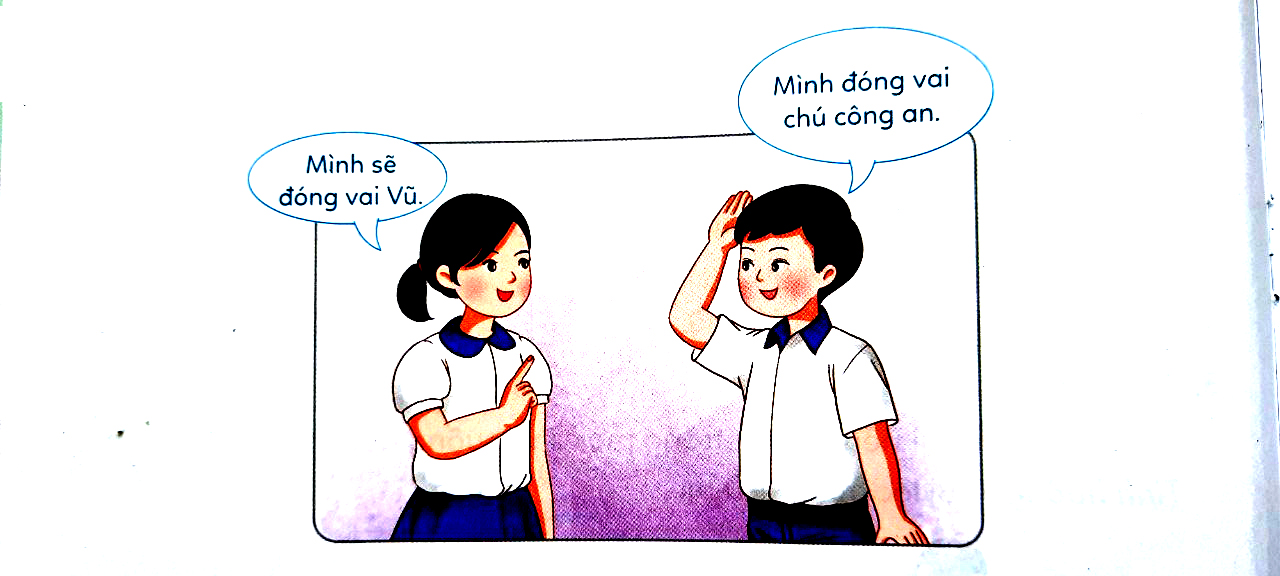 Mình sẽ
đóng vai Vũ.
Mình đóng vai
chú công an.